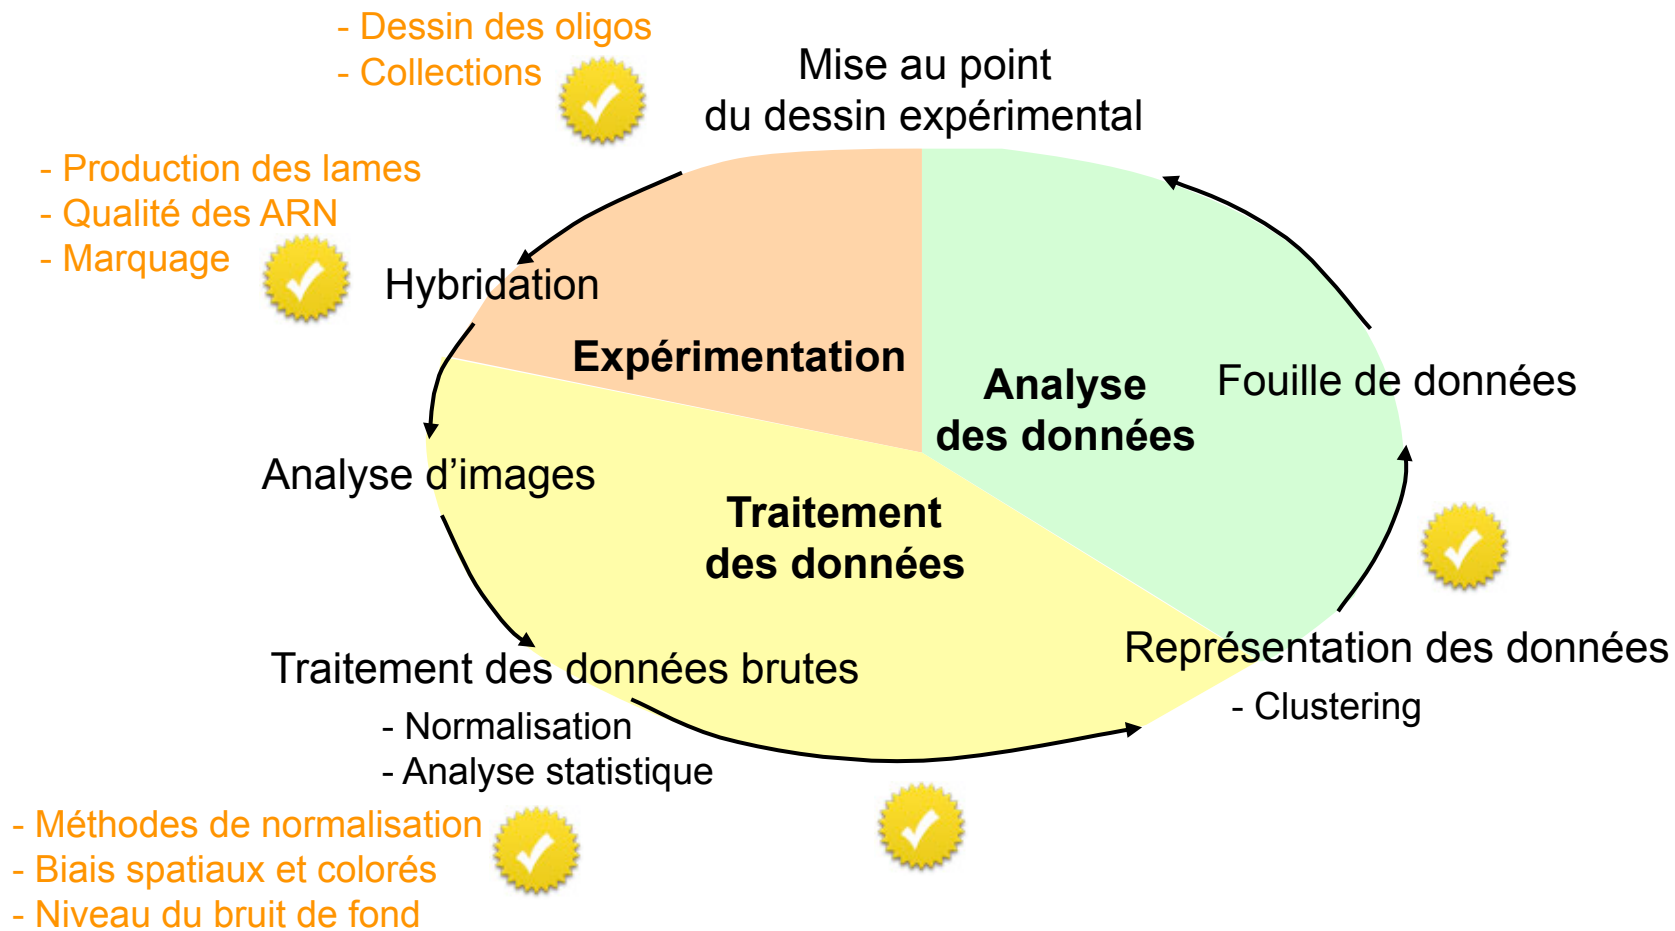 - Dessin des oligos
- Collections
Mise au point
du dessin expérimental
- Production des lames
- Qualité des ARN
- Marquage
Hybridation
Expérimentation
Analyse
des données
Fouille de données
Analyse d’images
Traitement
des données
Traitement des données brutes
- Normalisation
- Analyse statistique
Représentation des données
- Clustering
- Méthodes de normalisation
- Biais spatiaux et colorés
- Niveau du bruit de fond